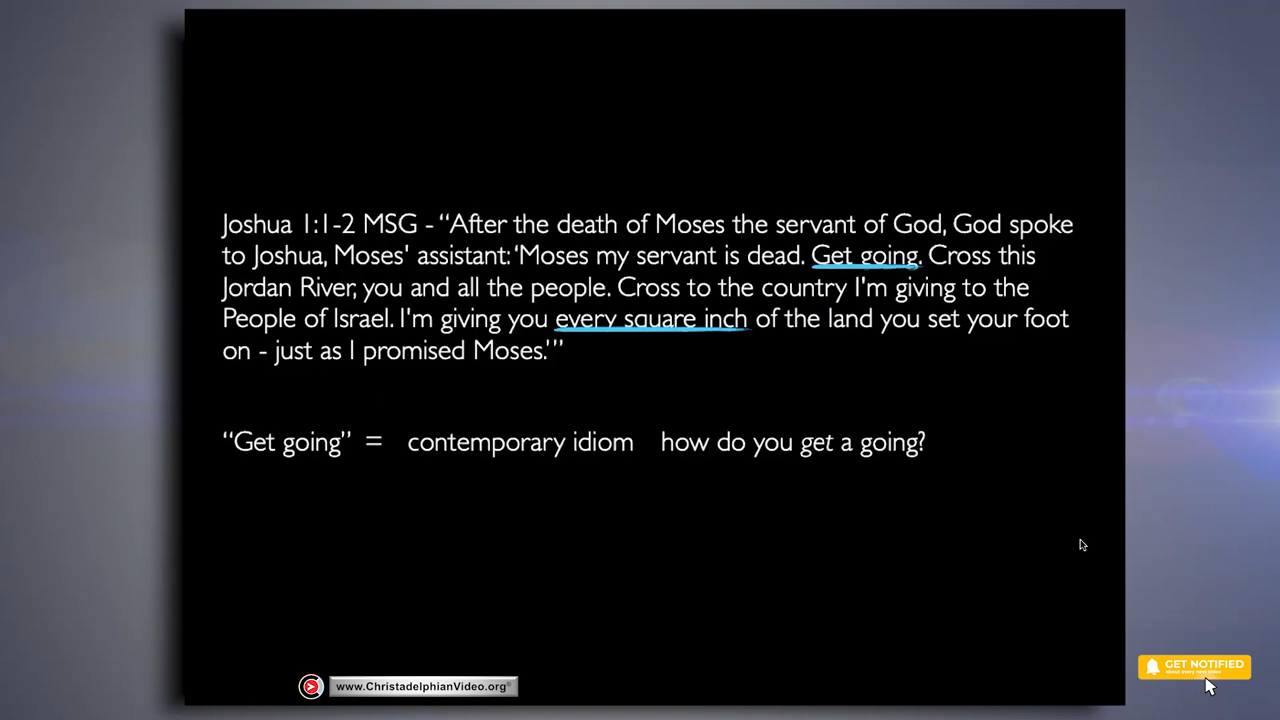 Joshua 1:1-2 MSG - “After the death of Moses the servant of God, God spoke
to Joshua, Moses' assistant: ‘Moses my servant is dead. Get going. Cross this
Jordan River, you and all the people. Cross to the country I'm giving to the
People of Israel. I'm giving you every square inch of the land you set your foot
on - just as I promised Moses.’”
“Get going” = contemporary idiom how do you get a going?
www.ChristadelphianVideo.org
GET NOTIFIED
about every new video